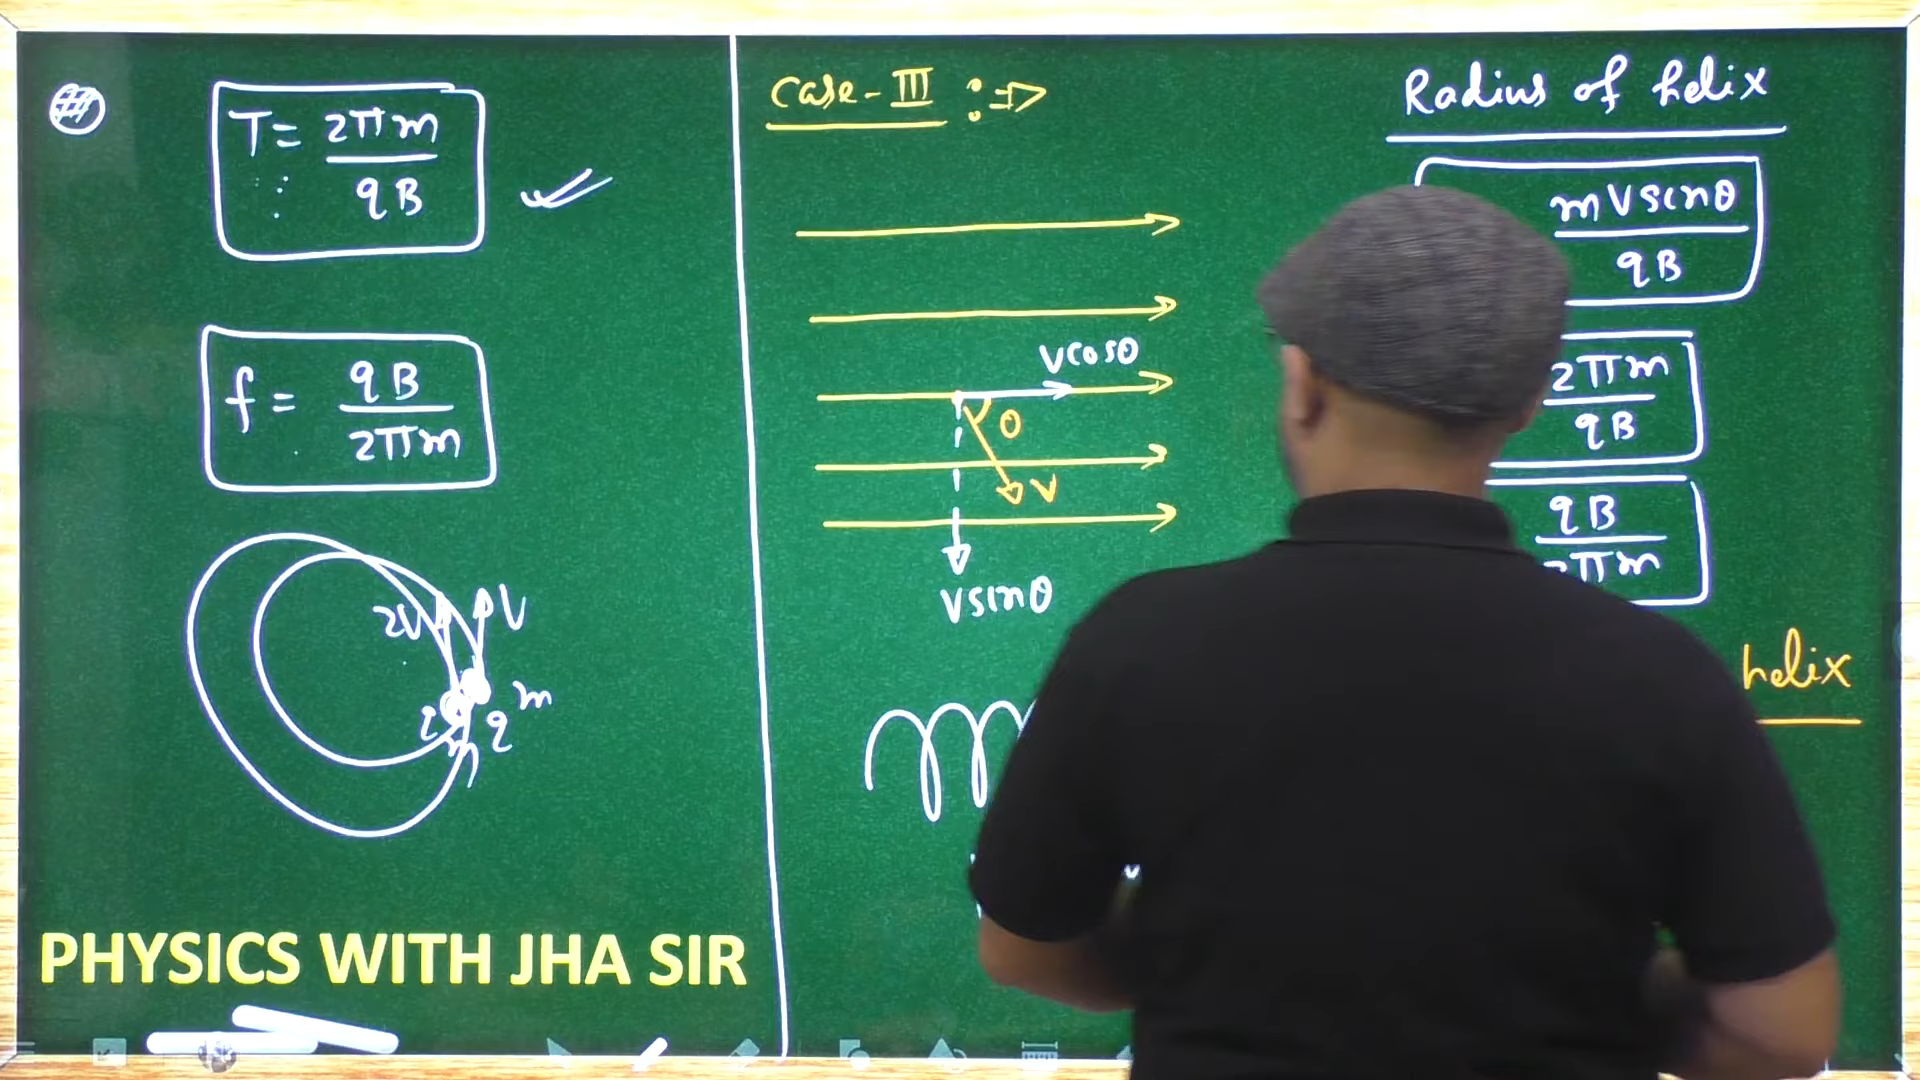 T = 2πm
qB
f = qB
2πm
2V V
q m q m
PHYSICS WITH JHA SIR
Case-III :⇒
Vcosθ
θ
V
Vsinθ
Radius of helix
mVsinθ
qB
2πm
qB
qB
2πm
helix